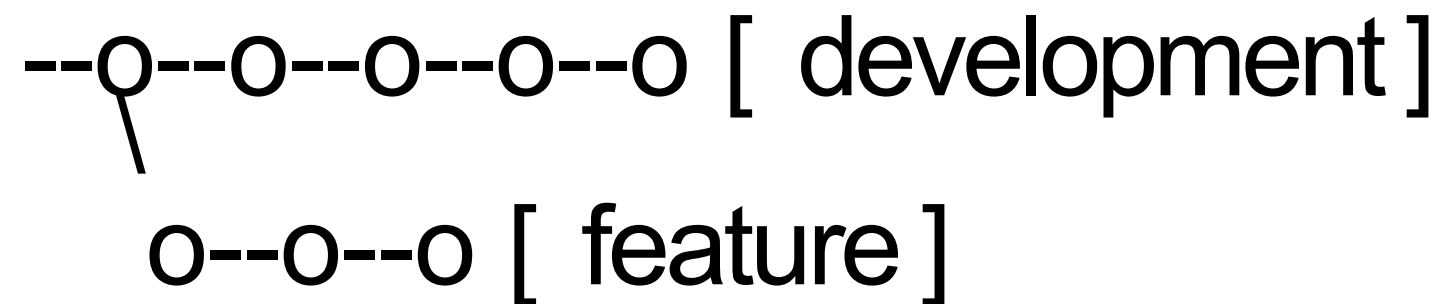 --o--o--o--o--o [ development ]
\
o--o--o [ feature ]